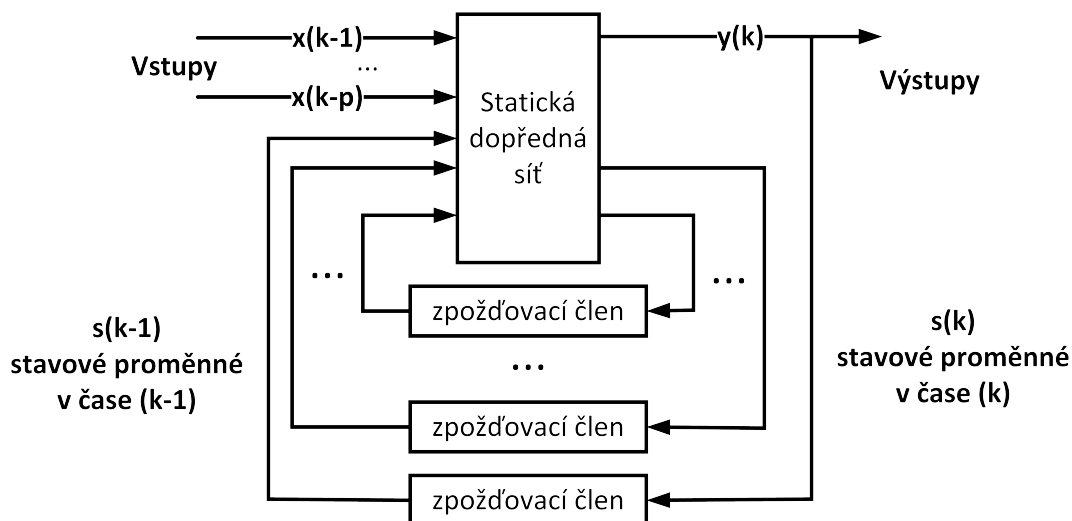 x(k-1)
Vstupy
...
x(k-p)
Statická
dopředná
síť
y(k)
Výstupy
...
...
zpožďovací člen
...
zpožďovací člen
zpožďovací člen
s(k-1)
stavové proměnné
v čase (k-1)
s(k)
stavové proměnné
v čase (k)